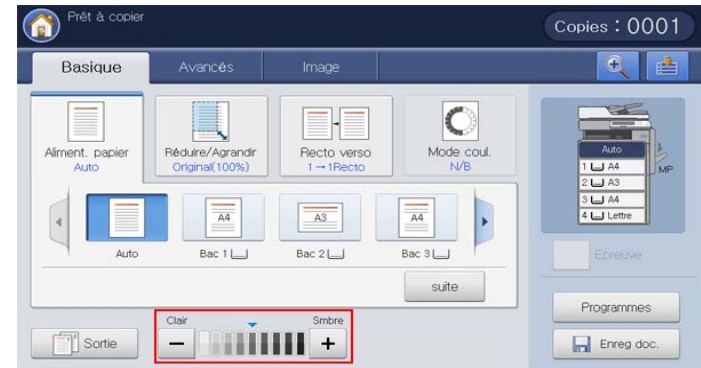 Prêt à copier
Copies : 0001
Basique
Avancés
Image
Aliment. papier
Auto
Réduire/Agrandir
Original(100%)
Recto verso
1→1Recto
Mode coul.
N/B
Auto
A4
Bac 1
A3
Bac 2
A4
Bac 3
suite
Auto
1 A4
2 A3
3 A4
4 Lettre
MP
Epreuve
Clair
Smbre
Sortie
Programmes
Enreg doc.